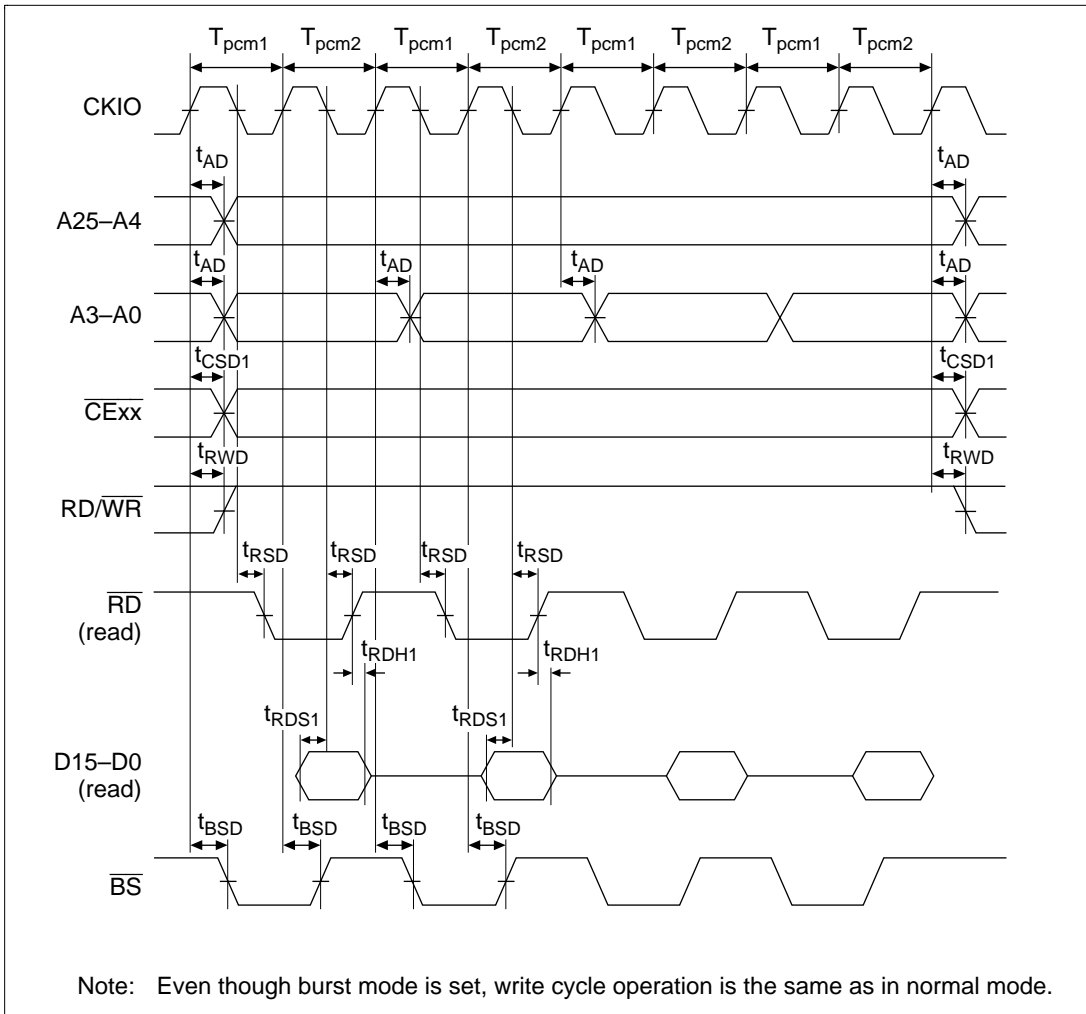 Tpcm1 Tpcm2 Tpcm1 Tpcm2 Tpcm1 Tpcm2 Tpcm1 Tpcm2
CKIO
tAD tAD
A25–A4
tAD tAD tAD tAD
A3–A0
tCSD1 tCSD1
CExx
tRWD tRWD
RD/WR
tRSD tRSD tRSD tRSD
RD
(read)
tRDH1 tRDH1
tRDS1 tRDS1
D15–D0
(read)
tBSD tBSD tBSD tBSD
BS
Note: Even though burst mode is set, write cycle operation is the same as in normal mode.